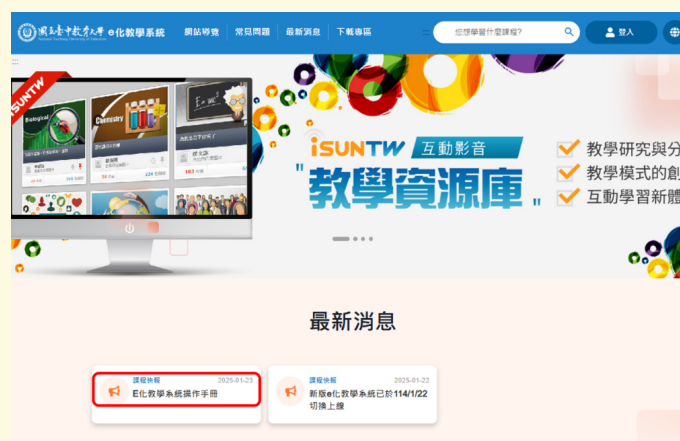 國立臺中教育大學 e化教學系統 網站導覽 常見問題 最新消息 下載專區 您想學習什麼課程? 登入
iSUNTW
Biological
Chemistry
E=mc²
iSUNTW 互動影音
"教學資源庫"
教學研究與分
教學模式的創
互動學習新體
最新消息
課程快報 2025-01-23
E化教學系統操作手冊
課程快報 2025-01-22
新版e化教學系統已於114/1/22
切換上線